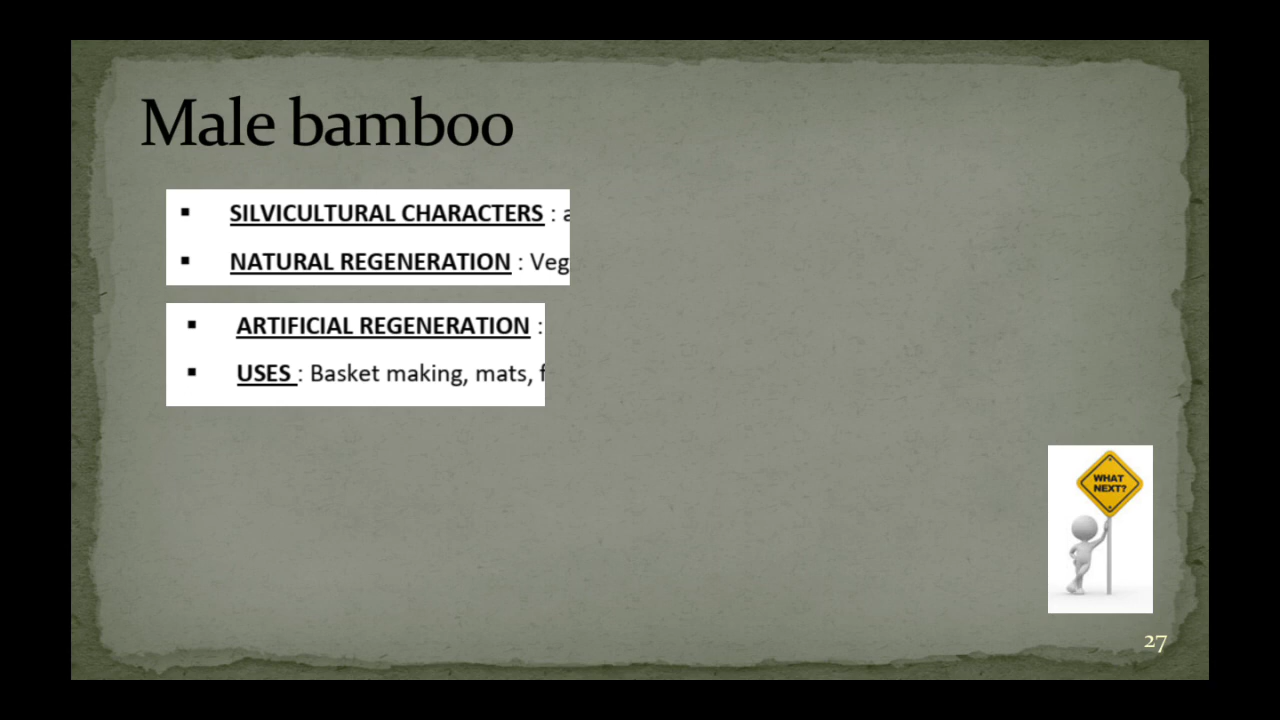 Male bamboo
▪ SILVICULTURAL CHARACTERS : a
▪ NATURAL REGENERATION : Veg
▪ ARTIFICIAL REGENERATION :
▪ USES : Basket making, mats, f
WHAT
NEXT?
27